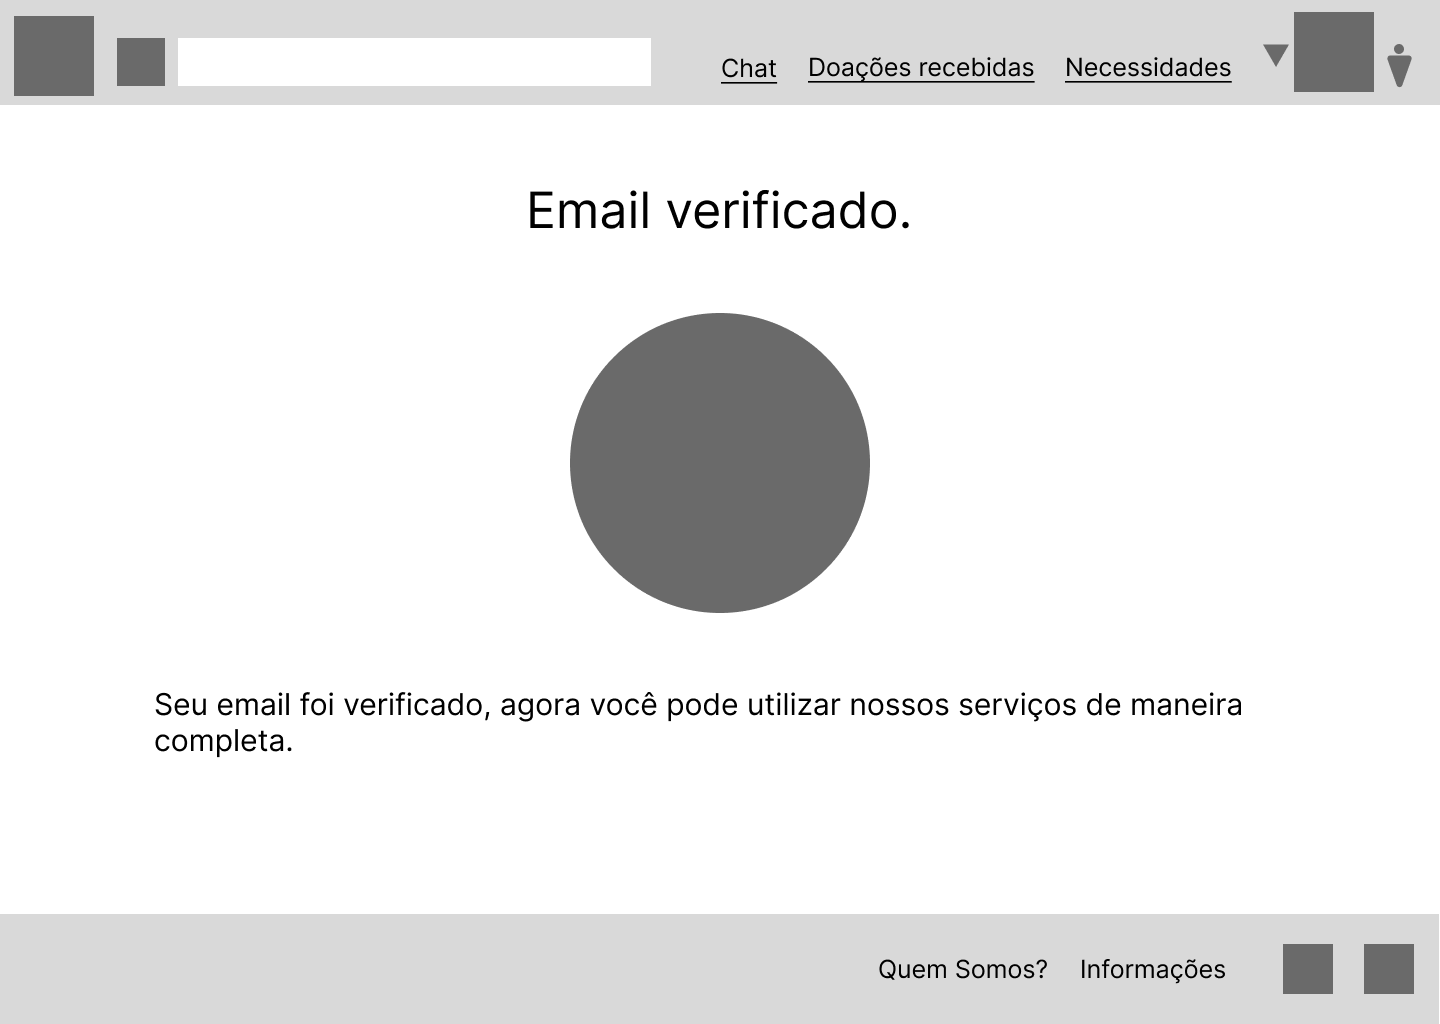 Chat Doações recebidas Necessidades
Email verificado.
Seu email foi verificado, agora você pode utilizar nossos serviços de maneira
completa.
Quem Somos? Informações